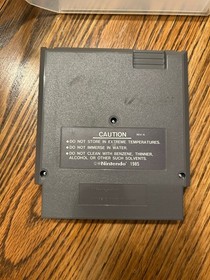 CAUTION
●DO NOT STORE IN EXTREME TEMPERATURES.
●DO NOT IMMERSE IN WATER.
●DO NOT CLEAN WITH BENZENE, THINNER,
ALCOHOL OR OTHER SUCH SOLVENTS.
©Nintendo® 1985